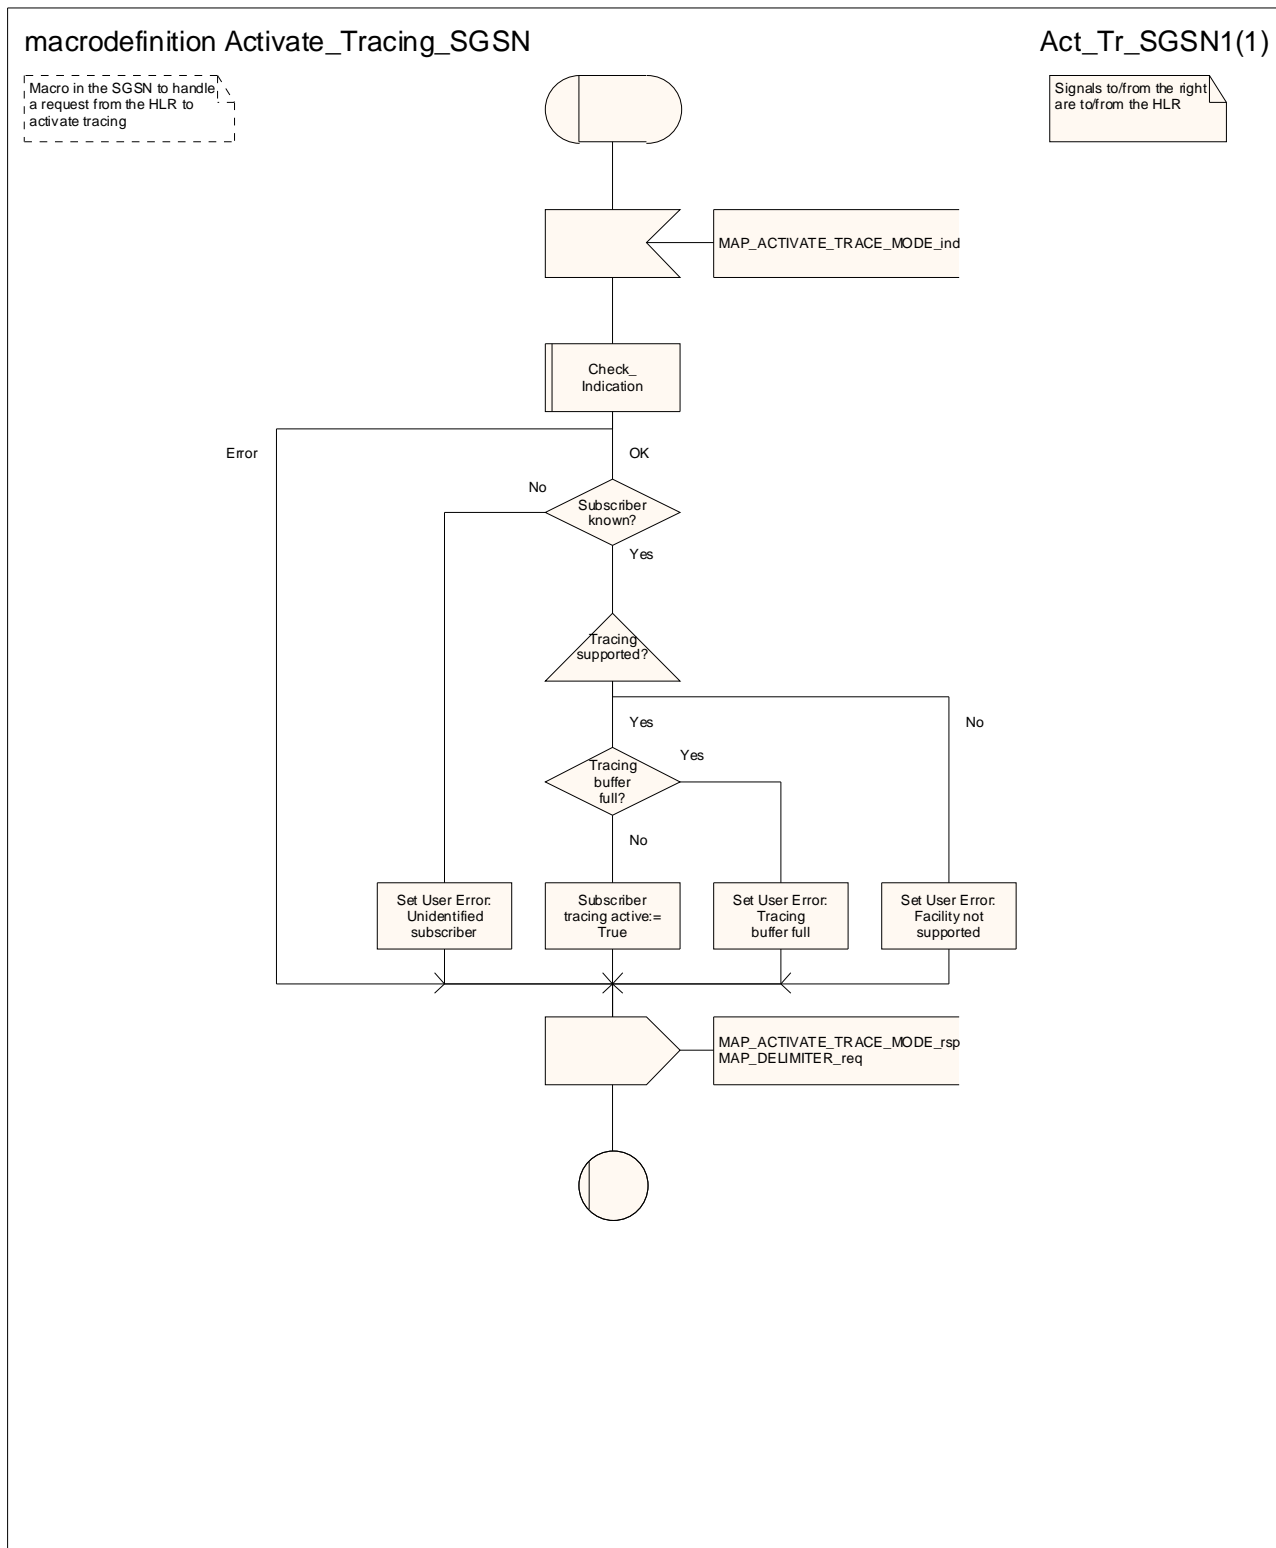 macrodefinition Activate_Tracing_SGSN
Act_Tr_SGSN1(1)
Macro in the SGSN to handle
a request from the HLR to
activate tracing
Signals to/from the right
are to/from the HLR
MAP_ACTIVATE_TRACE_MODE_ind
Check_
Indication
Error
OK
No
Subscriber
known?
Yes
Tracing
supported?
Yes
No
Yes
Tracing
buffer
full?
No
Set User Error:
Unidentified
subscriber
Subscriber
tracing active:=
True
Set User Error:
Tracing
buffer full
Set User Error:
Facility not
supported
MAP_ACTIVATE_TRACE_MODE_rsp
MAP_DELIMITER_req